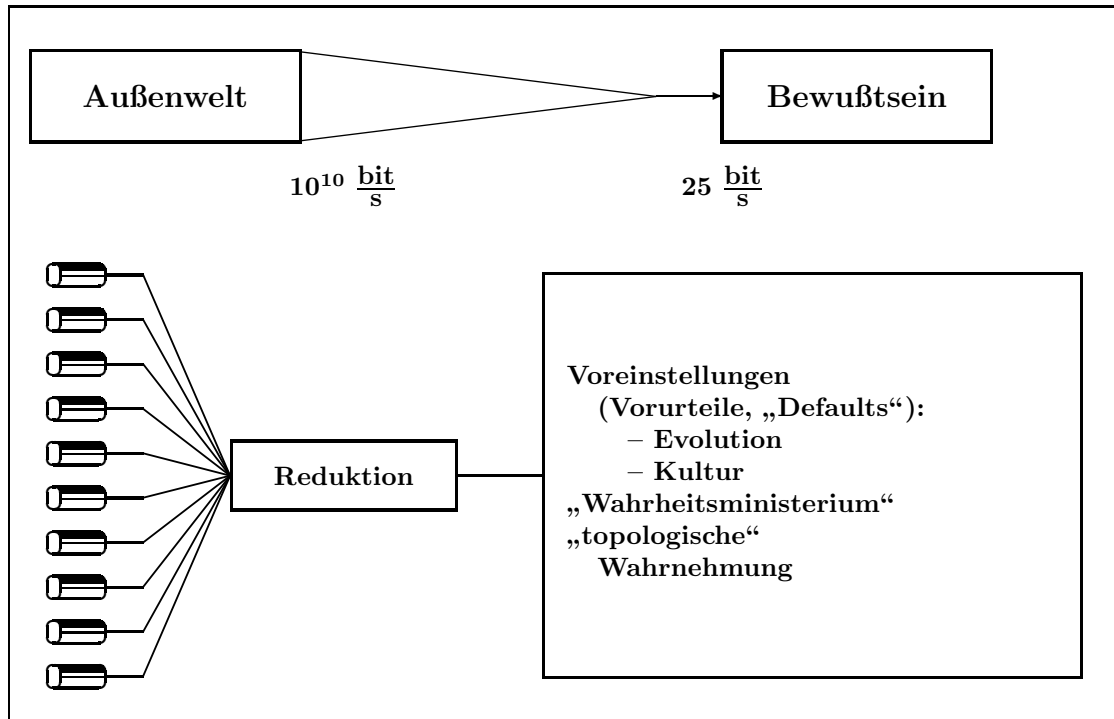 Außenwelt
Bewußtsein
10¹⁰ bit/s
25 bit/s
Reduktion
Voreinstellungen
(Vorurteile, „Defaults“):
– Evolution
– Kultur
„Wahrheitsministerium“
„topologische“
Wahrnehmung